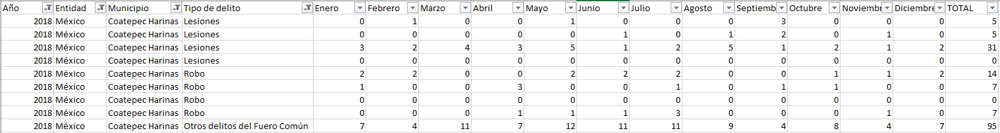 Año Entidad Municipio Tipo de delito Enero Febrero Marzo Abril Mayo Junio Julio Agosto Septiemb Octubre Noviembr Diciembre TOTAL
2018 México Coatepec Harinas Lesiones 0 1 0 0 1 0 0 0 3 0 0 0 5
2018 México Coatepec Harinas Lesiones 0 0 0 0 0 1 0 1 2 0 1 0 5
2018 México Coatepec Harinas Lesiones 3 2 4 3 5 1 2 5 1 2 1 2 31
2018 México Coatepec Harinas Lesiones 0 0 0 0 0 0 0 0 0 0 0 0 0
2018 México Coatepec Harinas Robo 2 2 0 0 2 2 2 0 0 1 1 2 14
2018 México Coatepec Harinas Robo 1 0 0 3 0 0 1 0 1 1 0 0 7
2018 México Coatepec Harinas Robo 0 0 0 0 0 0 0 0 0 0 0 0 0
2018 México Coatepec Harinas Robo 0 0 0 1 1 1 3 0 0 0 1 0 7
2018 México Coatepec Harinas Otros delitos del Fuero Común 7 4 11 7 12 11 11 9 4 8 4 7 95